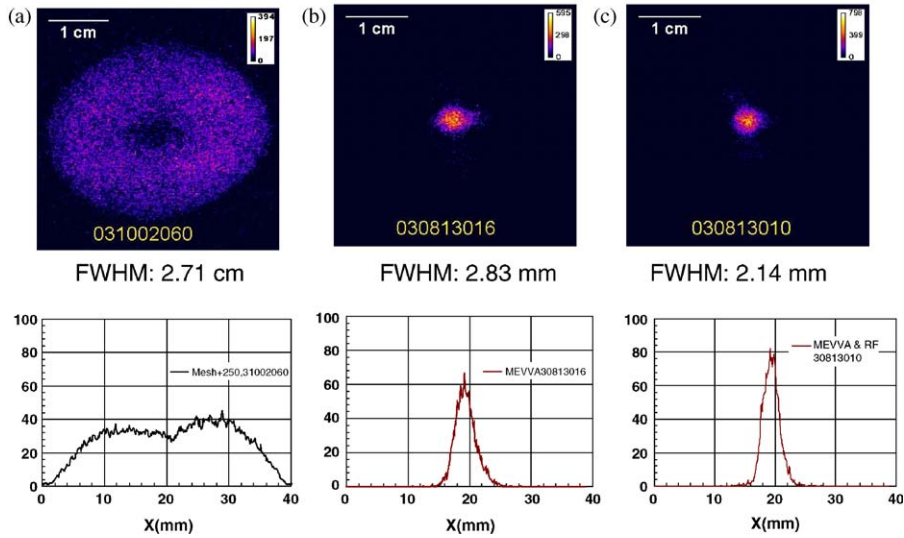 (a)
1 cm
394
197
0
031002060
FWHM: 2.71 cm
(b)
1 cm
595
298
0
030813016
FWHM: 2.83 mm
(c)
1 cm
798
399
0
030813010
FWHM: 2.14 mm
100
80
60
40
20
0
Mesh+250,31002060
0 10 20 30 40
X(mm)
100
80
60
40
20
0
MEVVA30813016
0 10 20 30 40
X(mm)
100
80
60
40
20
0
MEVVA & RF
30813010
0 10 20 30 40
X(mm)